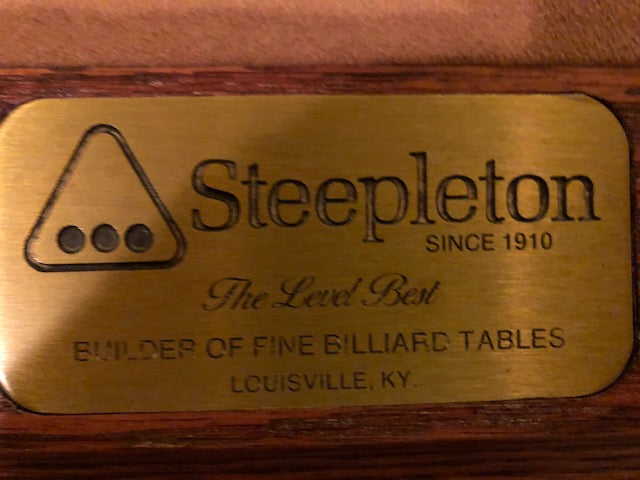 Steepleton
SINCE 1910
The Level Best
BUILDER OF FINE BILLIARD TABLES
LOUISVILLE, KY.